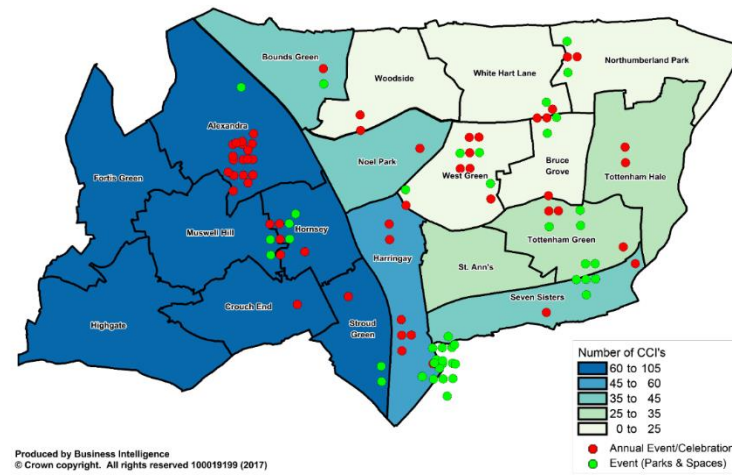 Bounds Green
Woodside
White Hart Lane
Northumberland Park
Alexandra
Fortis Green
Noel Park
West Green
Bruce
Grove
Tottenham Hale
Muswell Hill
Hornsey
Harringay
St. Ann's
Tottenham Green
Highgate
Crouch End
Stroud
Green
Seven Sisters
Number of CCI's
60 to 105
45 to 60
35 to 45
25 to 35
0 to 25
Annual Event/Celebration
Event (Parks & Spaces)
Produced by Business Intelligence
© Crown copyright. All rights reserved 100019199 (2017)